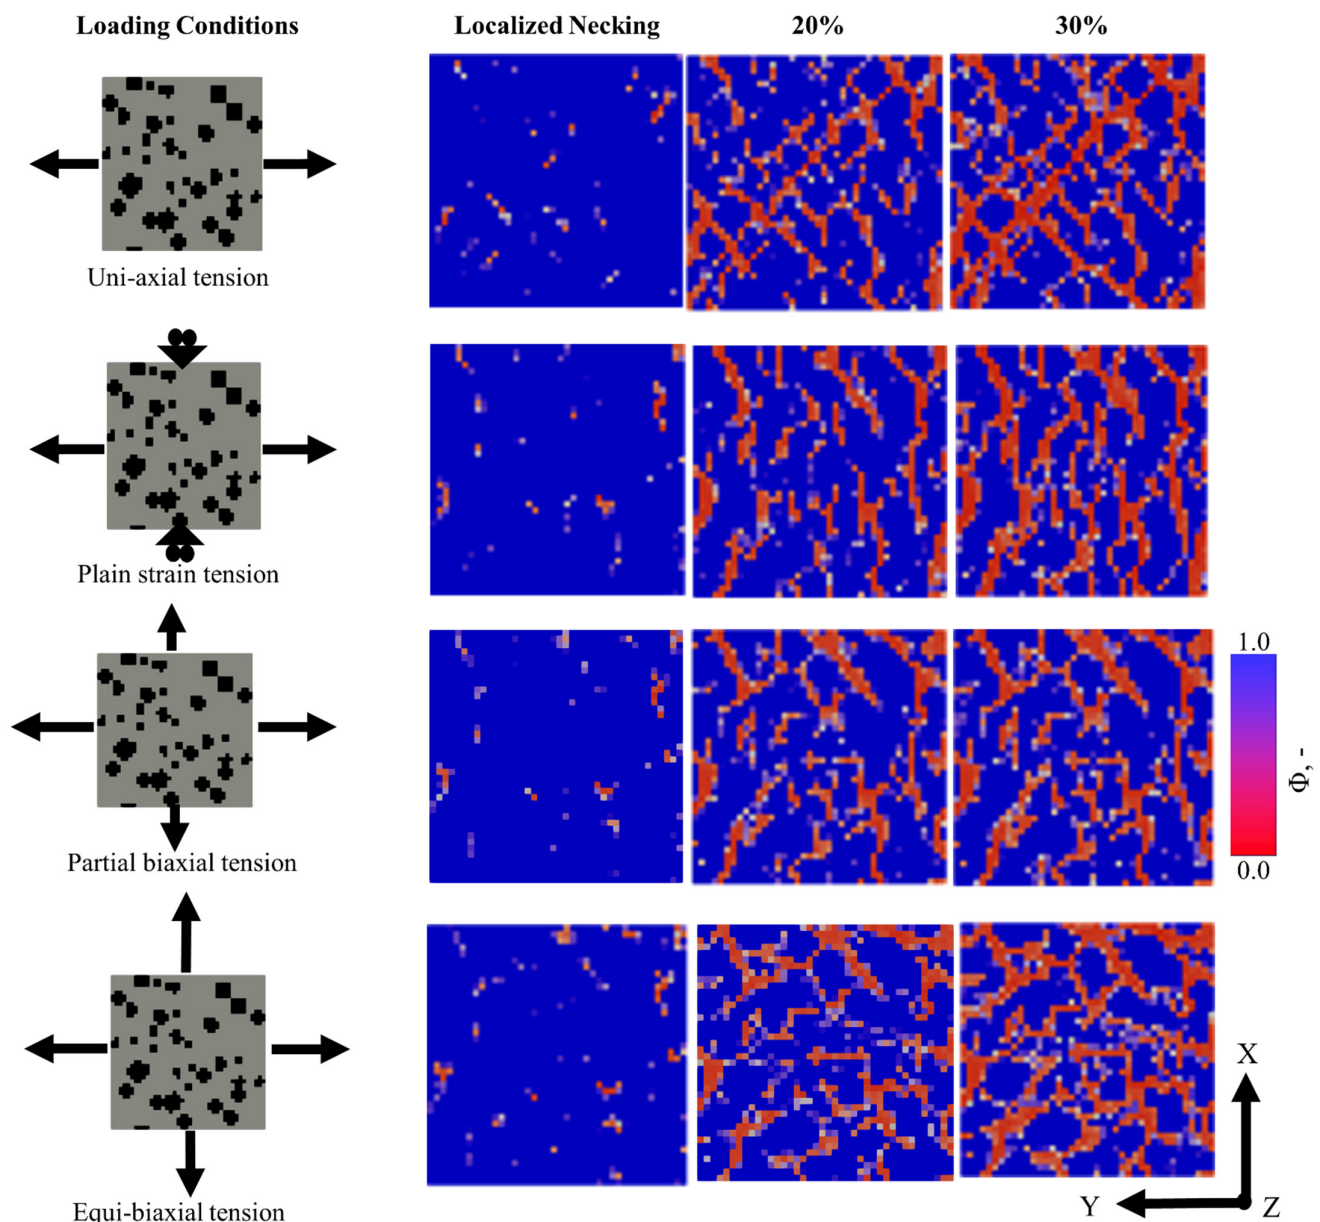 Loading Conditions
Localized Necking
20%
30%
Uni-axial tension
Plain strain tension
Partial biaxial tension
Equi-biaxial tension
1.0
Φ, -
0.0
X
Y
Z